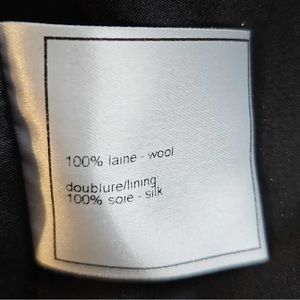 100% laine - wool
doublure/lining
100% soie - silk